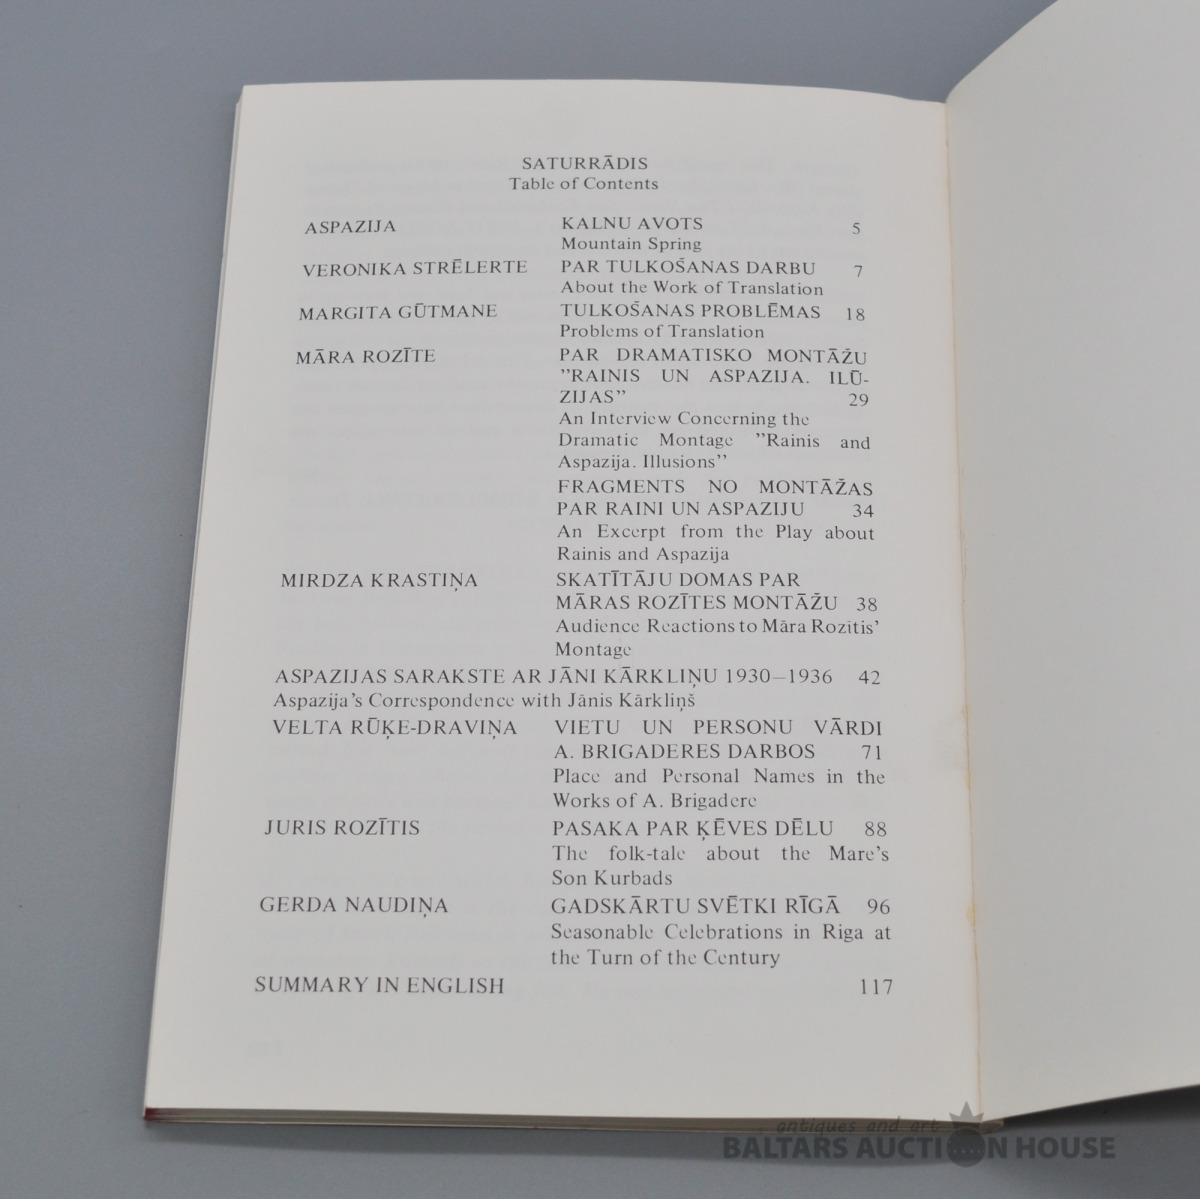 SATURRĀDIS
Table of Contents
ASPAZIJA KALNU AVOTS 5
Mountain Spring
VERONIKA STRĒLERTE PAR TULKOŠANAS DARBU 7
About the Work of Translation
MARGITA GŪTMANE TULKOŠANAS PROBLĒMAS 18
Problems of Translation
MĀRA ROZĪTE PAR DRAMATISKO MONTĀŽU
”RAINIS UN ASPAZIJA. ILŪ-
ZIJAS” 29
An Interview Concerning the
Dramatic Montage ”Rainis and
Aspazija. Illusions”
FRAGMENTS NO MONTĀŽAS
PAR RAINI UN ASPAZIJU 34
An Excerpt from the Play about
Rainis and Aspazija
MIRDZA KRASTIŅA SKATĪTĀJU DOMAS PAR
MĀRAS ROZĪTES MONTĀŽU 38
Audience Reactions to Māra Rozītis’
Montage
ASPAZIJAS SARAKSTE AR JĀNI KĀRKLIŅU 1930–1936 42
Aspazija’s Correspondence with Jānis Kārkliņš
VELTA RŪĶE-DRAVIŅA VIETU UN PERSONU VĀRDI
A. BRIGADERES DARBOS 71
Place and Personal Names in the
Works of A. Brigadere
JURIS ROZĪTIS PASAKA PAR ĶĒVES DĒLU 88
The folk-tale about the Mare’s
Son Kurbads
GERDA NAUDIŅA GADSKĀRTU SVĒTKI RĪGĀ 96
Seasonable Celebrations in Riga at
the Turn of the Century
SUMMARY IN ENGLISH 117
antiques and art
BALTARS AUCTION HOUSE